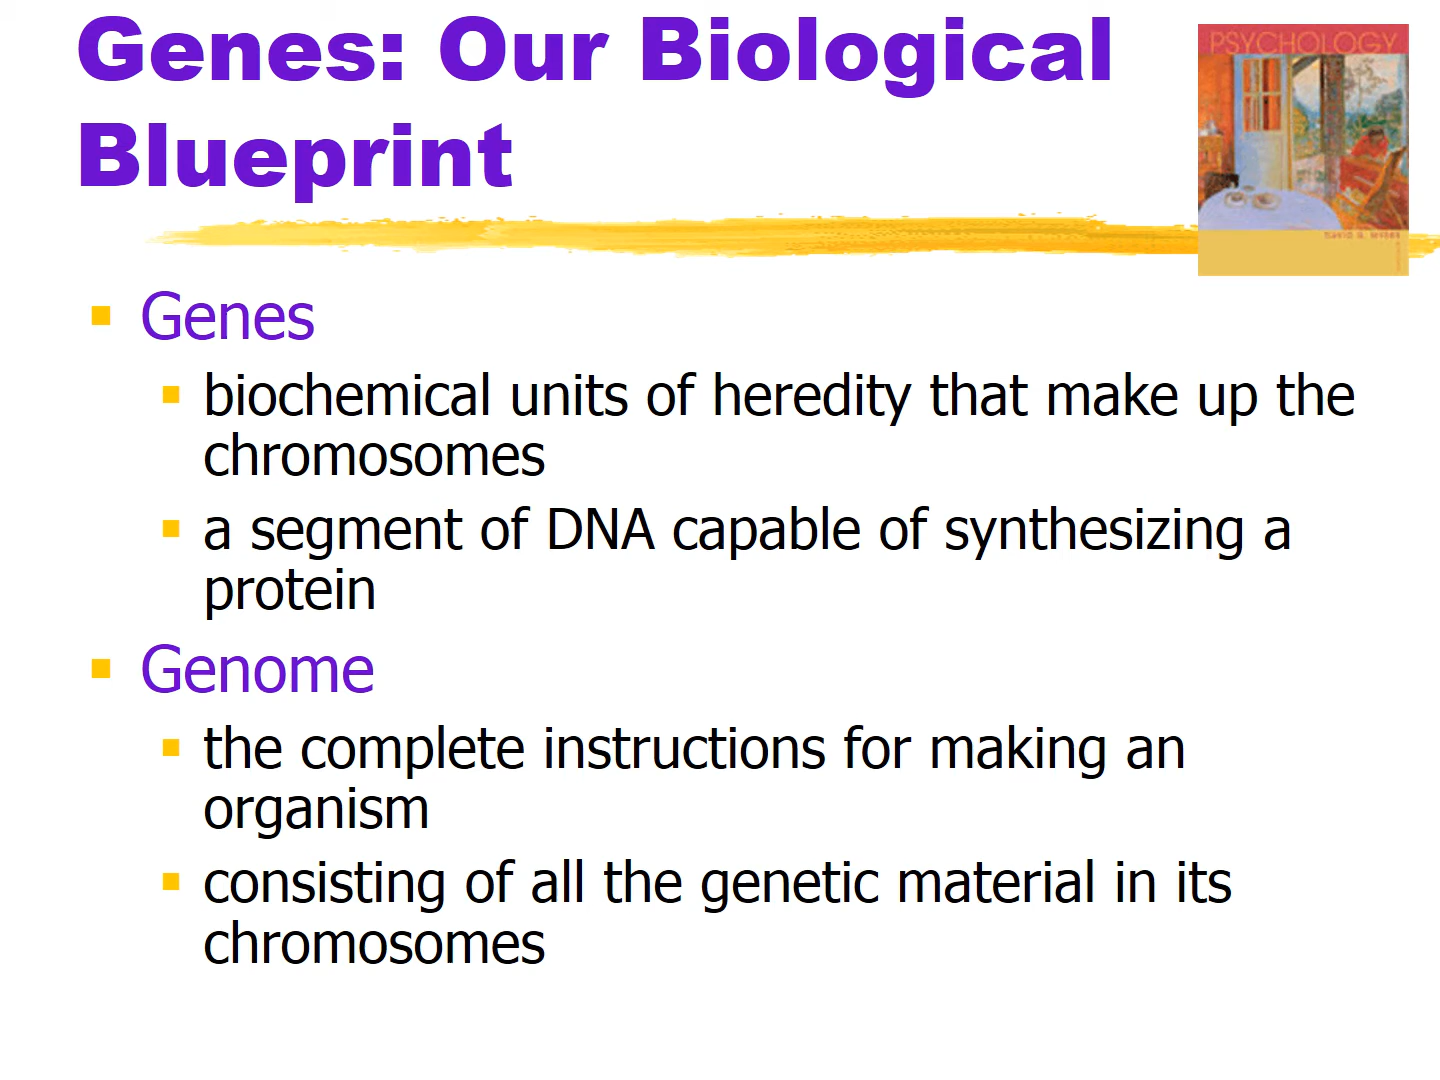 Genes: Our Biological
Blueprint
PSYCHOLOGY
David G. Myers
Genes
biochemical units of heredity that make up the
chromosomes
a segment of DNA capable of synthesizing a
protein
Genome
the complete instructions for making an
organism
consisting of all the genetic material in its
chromosomes